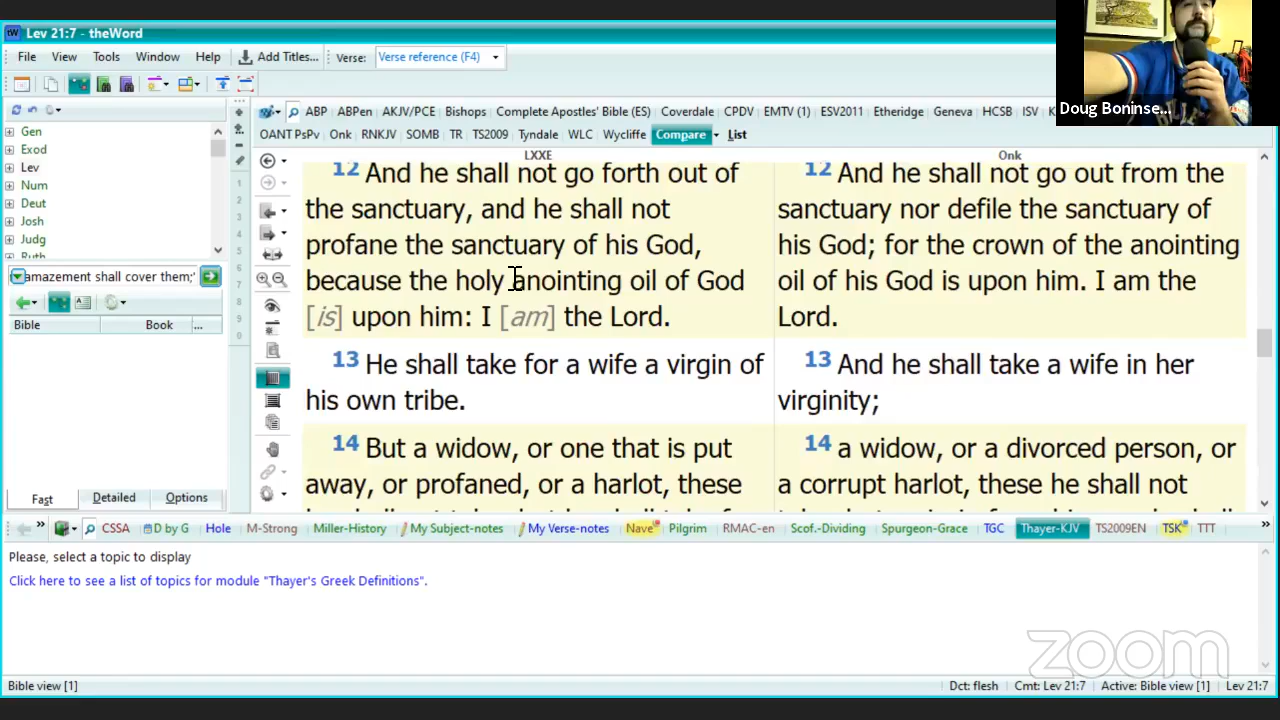 Lev 21:7 - theWord
File View Tools Window Help Add Titles... Verse: Verse reference (F4)
Doug Boninse...
Gen
Exod
Lev
Num
Deut
Josh
Judg
Ruth
ABP ABPen AKJV/PCE Bishops Complete Apostles' Bible (ES) Coverdale CPDV EMTV (1) ESV2011 Etheridge Geneva HCSB ISV
OANT PsPv Onk RNKJV SOMB TR TS2009 Tyndale WLC Wycliffe Compare List
LXXE
12 And he shall not go forth out of
the sanctuary, and he shall not
profane the sanctuary of his God,
because the holy anointing oil of God
[is] upon him: I [am] the Lord.
13 He shall take for a wife a virgin of
his own tribe.
14 But a widow, or one that is put
away, or profaned, or a harlot, these
Onk
12 And he shall not go out from the
sanctuary nor defile the sanctuary of
his God; for the crown of the anointing
oil of his God is upon him. I am the
Lord.
13 And he shall take a wife in her
virginity;
14 a widow, or a divorced person, or
a corrupt harlot, these he shall not
amazement shall cover them;'
Bible Book ...
1
2
3
4
5
6
7
8
9
0
Fast Detailed Options
CSSA D by G Hole M-Strong Miller-History My Subject-notes My Verse-notes Nave Pilgrim RMAC-en Scof.-Dividing Spurgeon-Grace TGC Thayer-KJV TS2009EN TSK TTT
Please, select a topic to display
Click here to see a list of topics for module "Thayer's Greek Definitions".
zoom
Bible view [1] Dct: flesh Cmt: Lev 21:7 Active: Bible view [1] Lev 21:7